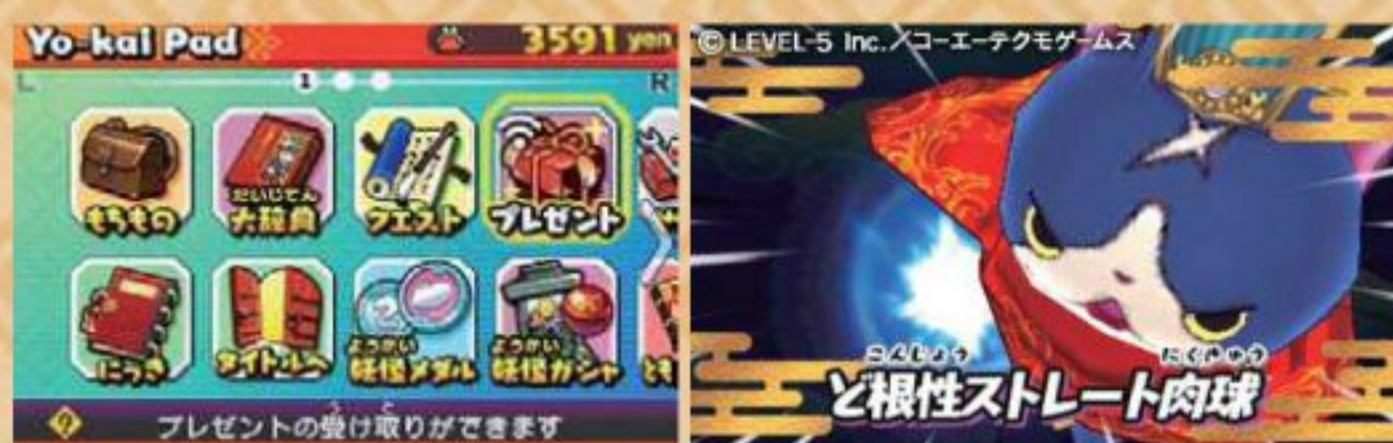 Yo-kai Pad
3591 yen
L
1
R
もちもの
だいじてん
大辞典
クエスト
プレゼント
にっき
タイトルへ
ようかい
妖怪メダル
ようかい
妖怪ガシャ
とも
う と
プレゼントの受け取りができます
© LEVEL-5 Inc./コーエーテクモゲームス
こんじょう にくきゅう
ど根性ストレート肉球